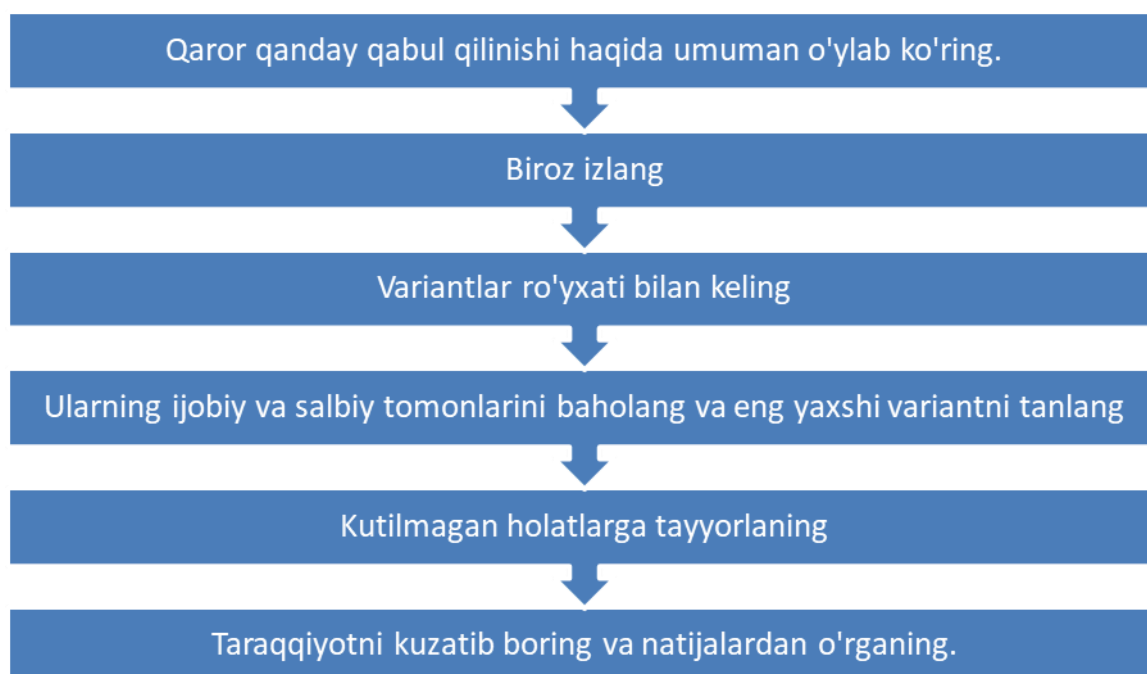 Qaror qanday qabul qilinishi haqida umuman o'ylab ko'ring.
Biroz izlang
Variantlar ro'yxati bilan keling
Ularning ijobiy va salbiy tomonlarini baholang va eng yaxshi variantni tanlang
Kutilmagan holatlarga tayyorlaning
Taraqqiyotni kuzatib boring va natijalardan o'rganing.